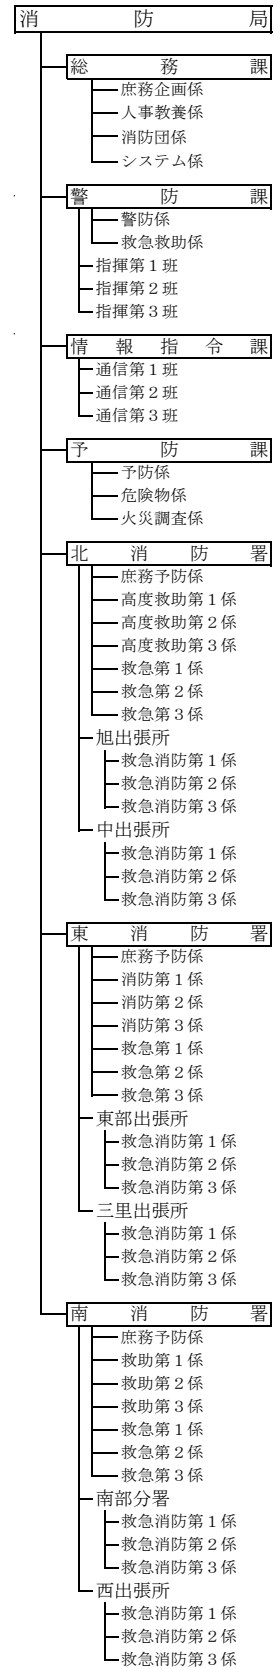 消防局
総務課
庶務企画係
人事教養係
消防団係
システム係
警防課
警防係
救急救助係
指揮第1班
指揮第2班
指揮第3班
情報指令課
通信第1班
通信第2班
通信第3班
予防課
予防係
危険物係
火災調査係
北消防署
庶務予防係
高度救助第1係
高度救助第2係
高度救助第3係
救急第1係
救急第2係
救急第3係
旭出張所
救急消防第1係
救急消防第2係
救急消防第3係
中出張所
救急消防第1係
救急消防第2係
救急消防第3係
東消防署
庶務予防係
消防第1係
消防第2係
消防第3係
救急第1係
救急第2係
救急第3係
東部出張所
救急消防第1係
救急消防第2係
救急消防第3係
三里出張所
救急消防第1係
救急消防第2係
救急消防第3係
南消防署
庶務予防係
救助第1係
救助第2係
救助第3係
救急第1係
救急第2係
救急第3係
南部分署
救急消防第1係
救急消防第2係
救急消防第3係
西出張所
救急消防第1係
救急消防第2係
救急消防第3係